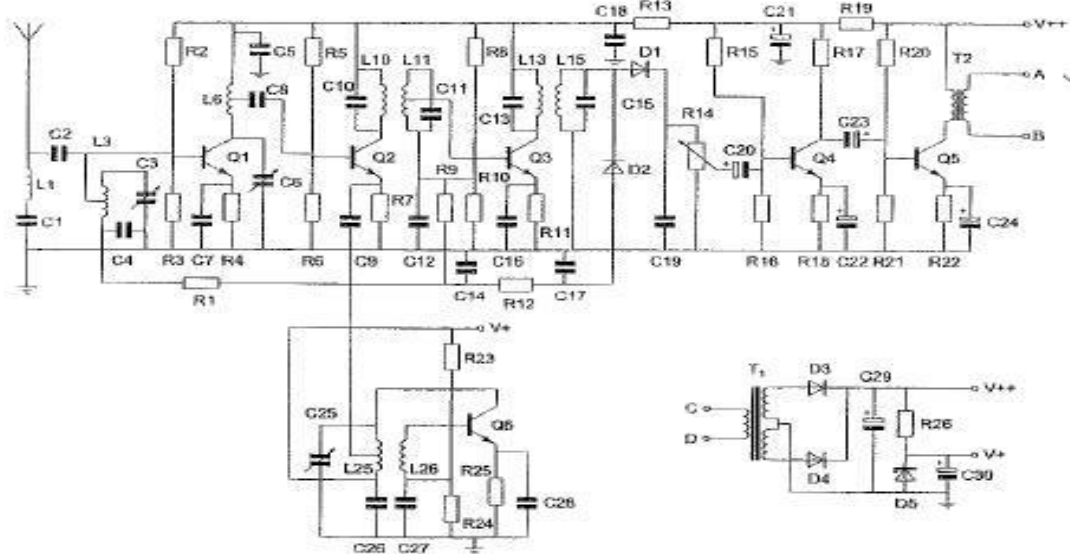 C18 R13 C21 R19
V++
R2 C5 R5 L10 L11 R8 L13 L15 D1 R15 R17 R20 T2
C8 C10 C11 A
L6 C13 C15 R14
C2 L3 C23
C20 B
Q1 Q2 Q3 Q4 Q5
C3 R9 R10 D2
L1 C6 R7
C1 R11 C24
C4 R3 C7 R4 R6 C9 C12 C16 C19 R16 R18 C22 R21 R22
R1 C14 R12 C17
V+
R23
T1 D3 C29
V++
C25 Q6 C R26
D
L25 L26 R25 V+
D4 C30
C28 D5
R24
C26 C27